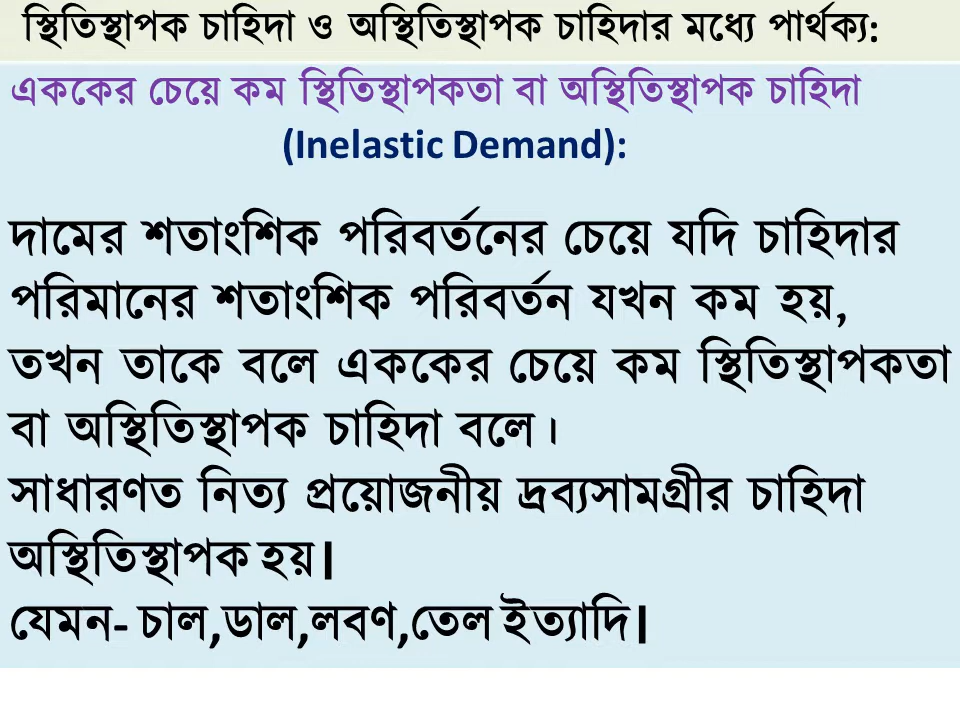 স্থিতিস্থাপক চাহিদা ও অস্থিতিস্থাপক চাহিদার মধ্যে পার্থক্য:
এককের চেয়ে কম স্থিতিস্থাপকতা বা অস্থিতিস্থাপক চাহিদা
(Inelastic Demand):
দামের শতাংশিক পরিবর্তনের চেয়ে যদি চাহিদার
পরিমানের শতাংশিক পরিবর্তন যখন কম হয়,
তখন তাকে বলে এককের চেয়ে কম স্থিতিস্থাপকতা
বা অস্থিতিস্থাপক চাহিদা বলে।
সাধারণত নিত্য প্রয়োজনীয় দ্রব্যসামগ্রীর চাহিদা
অস্থিতিস্থাপক হয়।
যেমন- চাল,ডাল,লবণ,তেল ইত্যাদি।